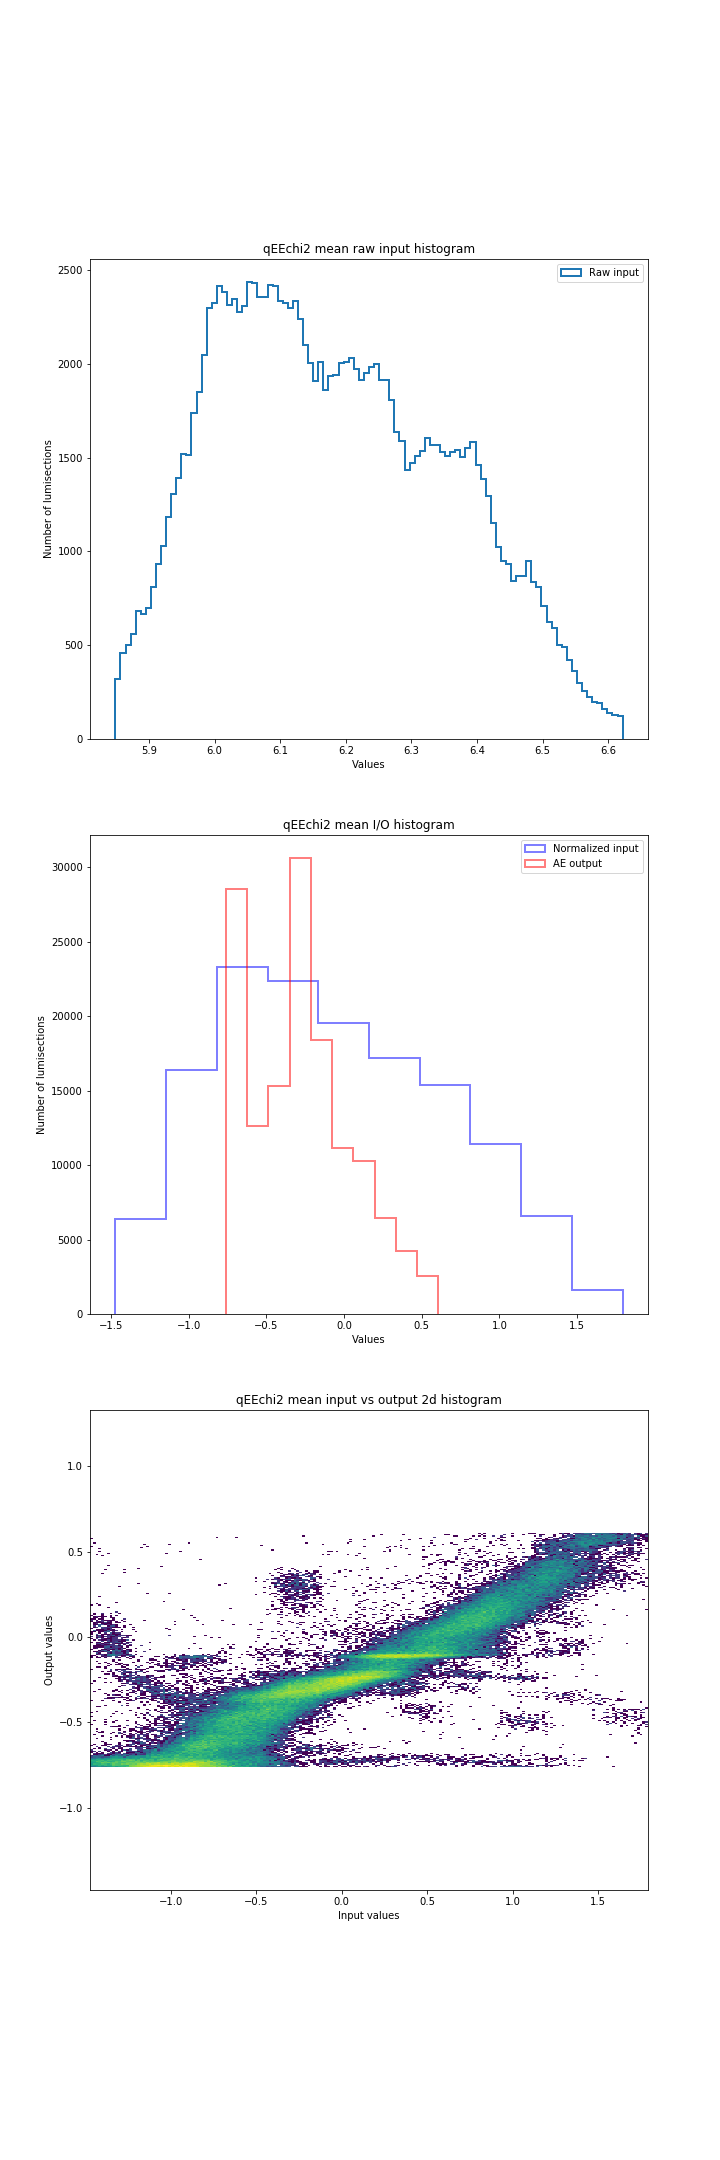 qEEchi2 mean raw input histogram
Raw input
2500
2000
1500
1000
500
0
Number of lumisections
5.9 6.0 6.1 6.2 6.3 6.4 6.5 6.6
Values
qEEchi2 mean I/O histogram
Normalized input
AE output
30000
25000
20000
15000
10000
5000
0
Number of lumisections
−1.5 −1.0 −0.5 0.0 0.5 1.0 1.5
Values
qEEchi2 mean input vs output 2d histogram
1.0
0.5
0.0
−0.5
−1.0
Output values
−1.0 −0.5 0.0 0.5 1.0 1.5
Input values